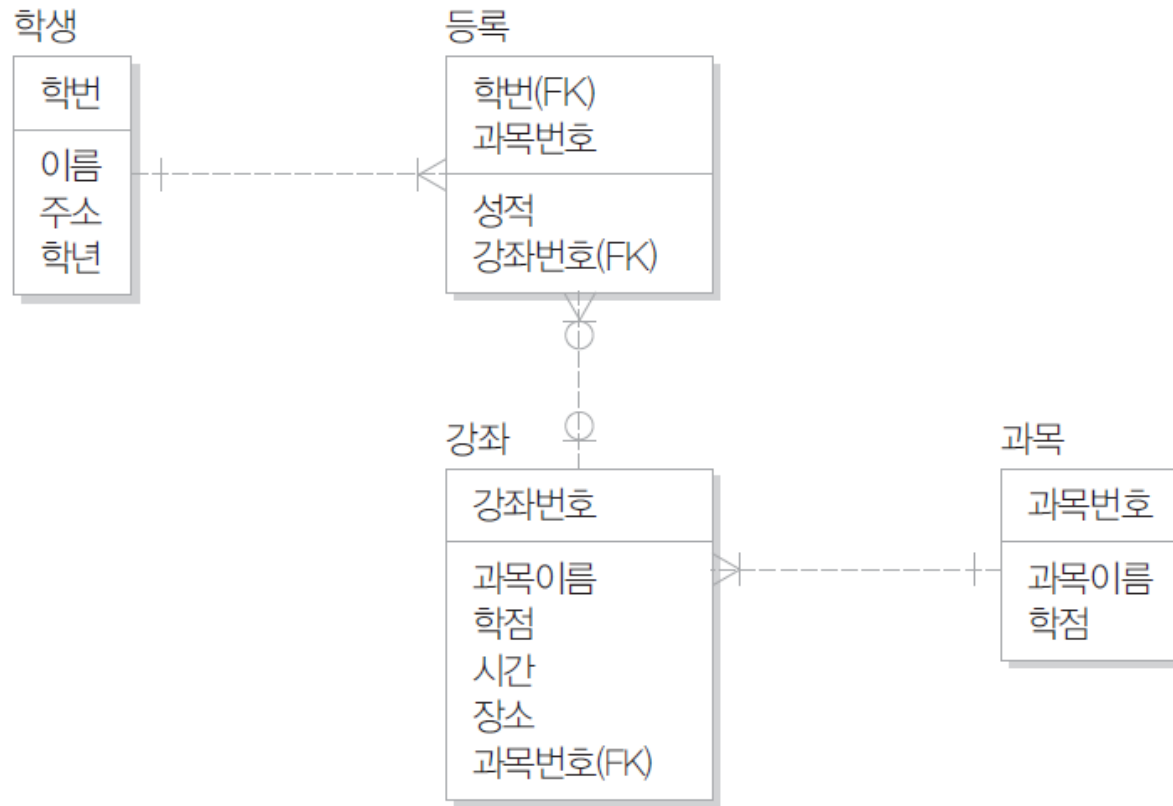 학생
학번
이름
주소
학년
등록
학번(FK)
과목번호
성적
강좌번호(FK)
강좌
강좌번호
과목이름
학점
시간
장소
과목번호(FK)
과목
과목번호
과목이름
학점